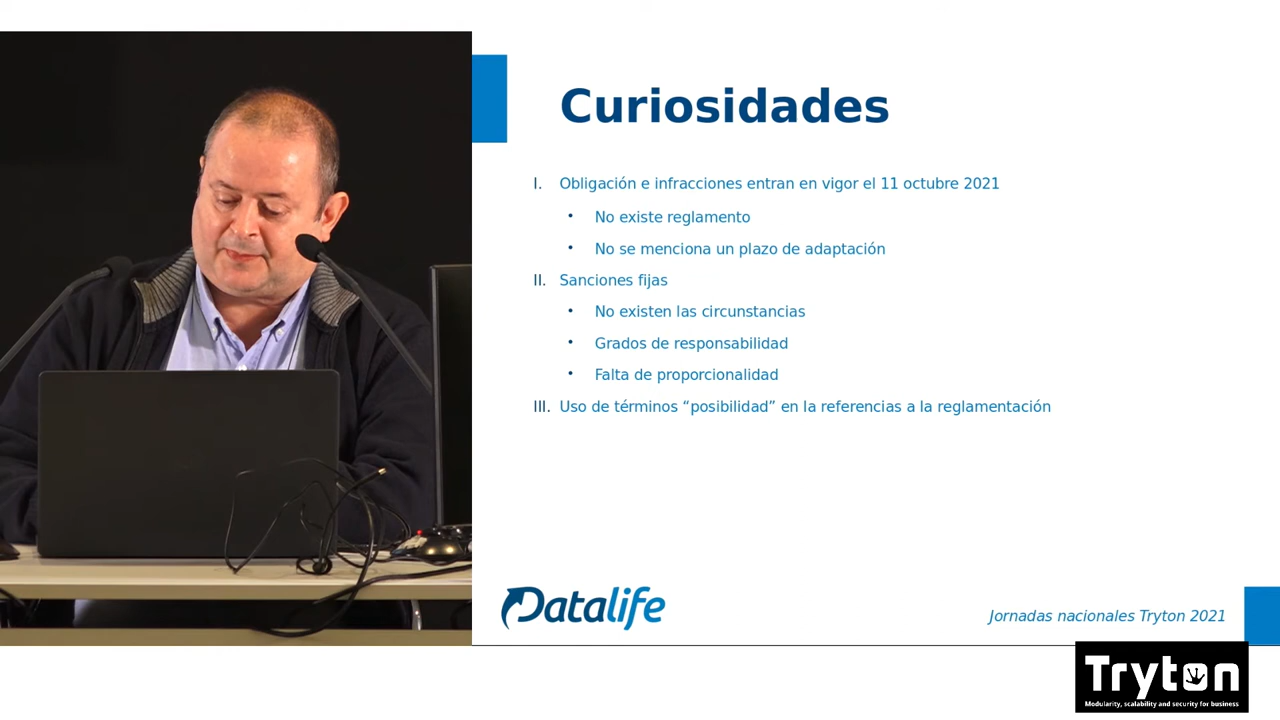 Curiosidades
I. Obligación e infracciones entran en vigor el 11 octubre 2021
• No existe reglamento
• No se menciona un plazo de adaptación
II. Sanciones fijas
• No existen las circunstancias
• Grados de responsabilidad
• Falta de proporcionalidad
III. Uso de términos “posibilidad” en la referencias a la reglamentación
Datalife
Jornadas nacionales Tryton 2021
Tryton
Modularity, scalability and security for business